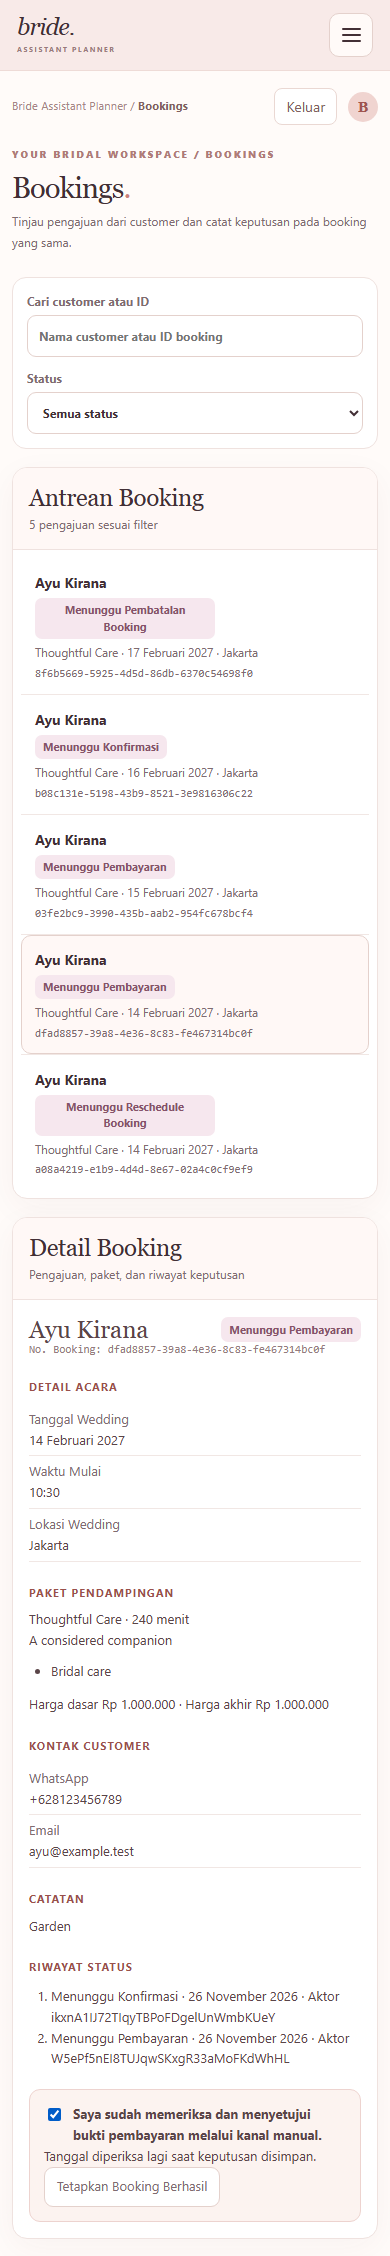 bride.
ASSISTANT PLANNER
Bride Assistant Planner / Bookings
Keluar
B
YOUR BRIDAL WORKSPACE / BOOKINGS
Bookings.
Tinjau pengajuan dari customer dan catat keputusan pada booking
yang sama.
Cari customer atau ID
Nama customer atau ID booking
Status
Semua status
Antrean Booking
5 pengajuan sesuai filter
Ayu Kirana
Menunggu Pembatalan
Booking
Thoughtful Care · 17 Februari 2027 · Jakarta
8f6b5669-5925-4d5d-86db-6370c54698f0
Ayu Kirana
Menunggu Konfirmasi
Thoughtful Care · 16 Februari 2027 · Jakarta
b08c131e-5198-43b9-8521-3e9816306c22
Ayu Kirana
Menunggu Pembayaran
Thoughtful Care · 15 Februari 2027 · Jakarta
03fe2bc9-3990-435b-aab2-954fc678bcf4
Ayu Kirana
Menunggu Pembayaran
Thoughtful Care · 14 Februari 2027 · Jakarta
dfad8857-39a8-4e36-8c83-fe467314bc0f
Ayu Kirana
Menunggu Reschedule
Booking
Thoughtful Care · 14 Februari 2027 · Jakarta
a08a4219-e1b9-4d4d-8e67-02a4c0cf9ef9
Detail Booking
Pengajuan, paket, dan riwayat keputusan
Ayu Kirana
Menunggu Pembayaran
No. Booking: dfad8857-39a8-4e36-8c83-fe467314bc0f
DETAIL ACARA
Tanggal Wedding
14 Februari 2027
Waktu Mulai
10:30
Lokasi Wedding
Jakarta
PAKET PENDAMPINGAN
Thoughtful Care · 240 menit
A considered companion
• Bridal care
Harga dasar Rp 1.000.000 · Harga akhir Rp 1.000.000
KONTAK CUSTOMER
WhatsApp
+628123456789
Email
ayu@example.test
CATATAN
Garden
RIWAYAT STATUS
1. Menunggu Konfirmasi · 26 November 2026 · Aktor
ikxnA1IJ72TIqyTBPoFDgelUnWmbKUeY
2. Menunggu Pembayaran · 26 November 2026 · Aktor
W5ePf5nEI8TUJqwSKxgR33aMoFKdWhHL
Saya sudah memeriksa dan menyetujui
bukti pembayaran melalui kanal manual.
Tanggal diperiksa lagi saat keputusan disimpan.
Tetapkan Booking Berhasil